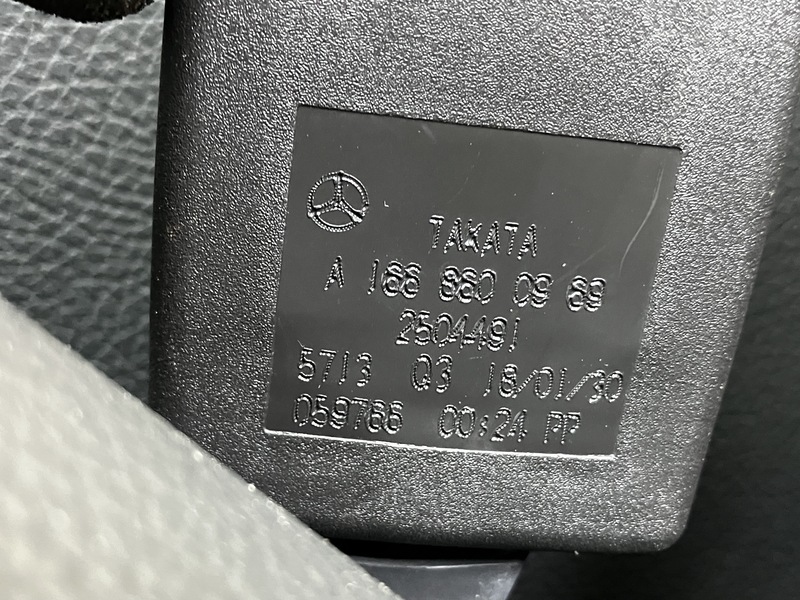 TAKATA
A 166 860 09 69
2504491
5713 Q3 18/01/30
059766 00:24 PP